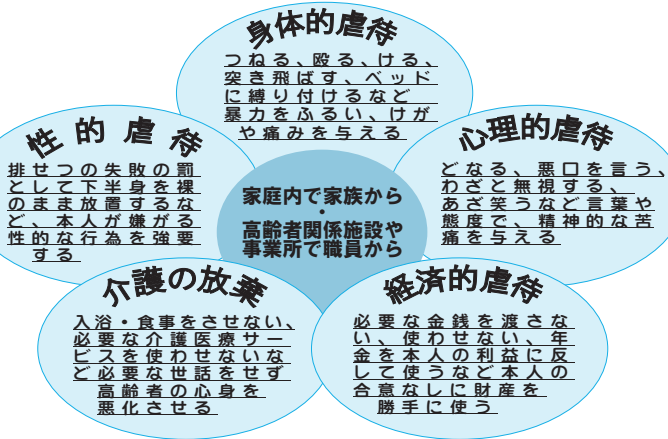 身体的虐待
つねる、殴る、ける、
突き飛ばす、ベッド
に縛り付けるなど
暴力をふるい、けが
や痛みを与える
性的虐待
排せつの失敗の罰
として下半身を裸
のまま放置するな
ど、本人が嫌がる
性的な行為を強要
する
心理的虐待
どなる、悪口を言う、
わざと無視する、
あざ笑うなど言葉や
態度で、精神的な苦
痛を与える
家庭内で家族から
・
高齢者関係施設や
事業所で職員から
介護の放棄
入浴・食事をさせない、
必要な介護医療サー
ビスを使わせないな
ど必要な世話をせず
高齢者の心身を
悪化させる
経済的虐待
必要な金銭を渡さな
い、使わせない、年
金を本人の利益に反
して使うなど本人の
合意なしに財産を
勝手に使う